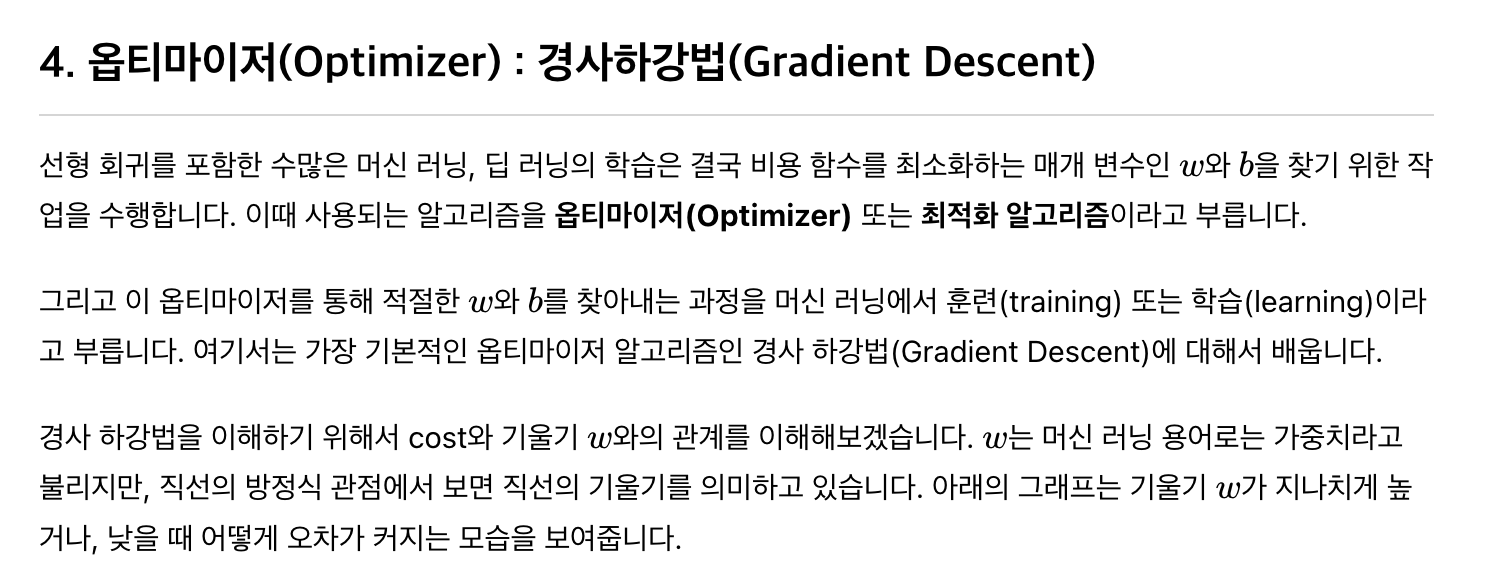 4. 옵티마이저(Optimizer) : 경사하강법(Gradient Descent)
선형 회귀를 포함한 수많은 머신 러닝, 딥 러닝의 학습은 결국 비용 함수를 최소화하는 매개 변수인 w와 b을 찾기 위한 작
업을 수행합니다. 이때 사용되는 알고리즘을 옵티마이저(Optimizer) 또는 최적화 알고리즘이라고 부릅니다.
그리고 이 옵티마이저를 통해 적절한 w와 b를 찾아내는 과정을 머신 러닝에서 훈련(training) 또는 학습(learning)이라
고 부릅니다. 여기서는 가장 기본적인 옵티마이저 알고리즘인 경사 하강법(Gradient Descent)에 대해서 배웁니다.
경사 하강법을 이해하기 위해서 cost와 기울기 w와의 관계를 이해해보겠습니다. w는 머신 러닝 용어로는 가중치라고
불리지만, 직선의 방정식 관점에서 보면 직선의 기울기를 의미하고 있습니다. 아래의 그래프는 기울기 w가 지나치게 높
거나, 낮을 때 어떻게 오차가 커지는 모습을 보여줍니다.